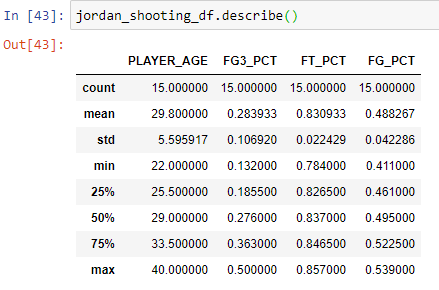 In [43]: jordan_shooting_df.describe()
Out[43]:
PLAYER_AGE FG3_PCT FT_PCT FG_PCT
count 15.000000 15.000000 15.000000 15.000000
mean 29.800000 0.283933 0.830933 0.488267
std 5.595917 0.106920 0.022429 0.042286
min 22.000000 0.132000 0.784000 0.411000
25% 25.500000 0.185500 0.826500 0.461000
50% 29.000000 0.276000 0.837000 0.495000
75% 33.500000 0.363000 0.846500 0.522500
max 40.000000 0.500000 0.857000 0.539000